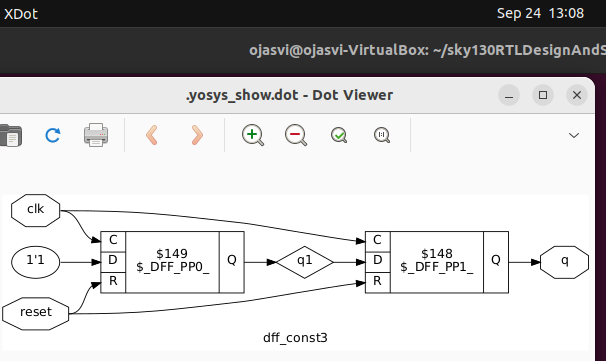 XDot
Sep 24 13:08
ojasvi@ojasvi-VirtualBox: ~/sky130RTLDesignAndS
.yosys_show.dot - Dot Viewer
clk
1'1
reset
C
D
R
$149
$_DFF_PP0_
Q
q1
C
D
R
$148
$_DFF_PP1_
Q
q
dff_const3